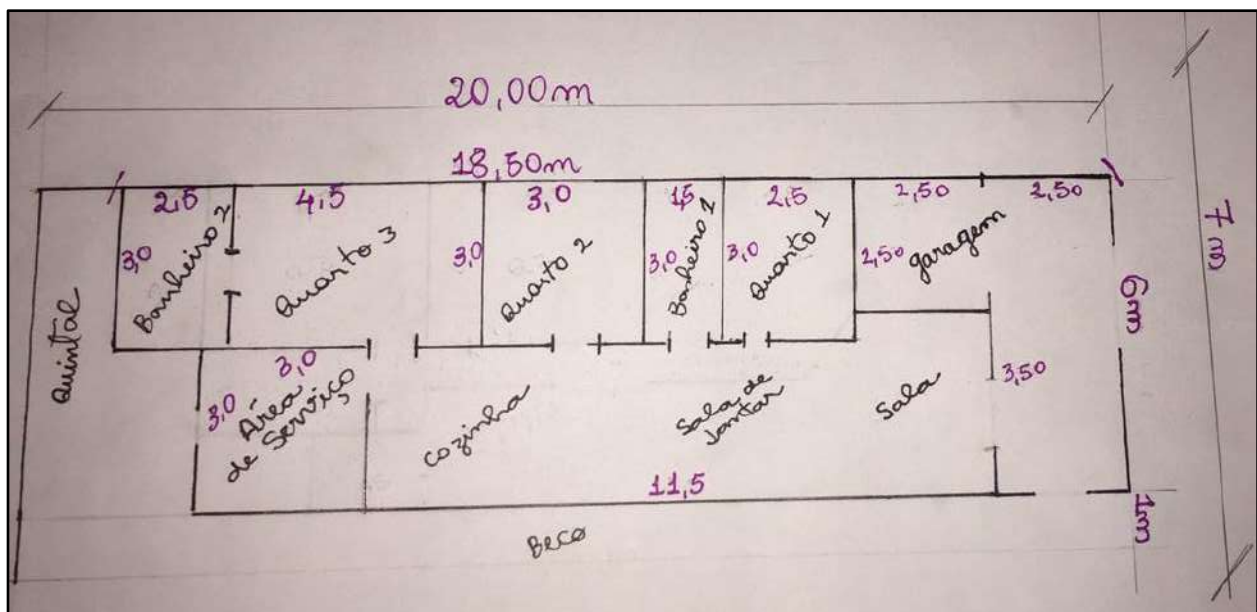 20,00m
18,50m
2,5
4,5
3,0
1,5
2,5
2,50
2,50
7m
3,0
Banheiro 2
Quarto 3
3,0
Quarto 2
3,0
Banheiro 1
3,0
Quarto 1
2,50
garagem
6m
Quintal
3,0
3,0
Área
de Serviço
cozinha
Sala de
Jantar
Sala
3,50
11,5
1m
Beco